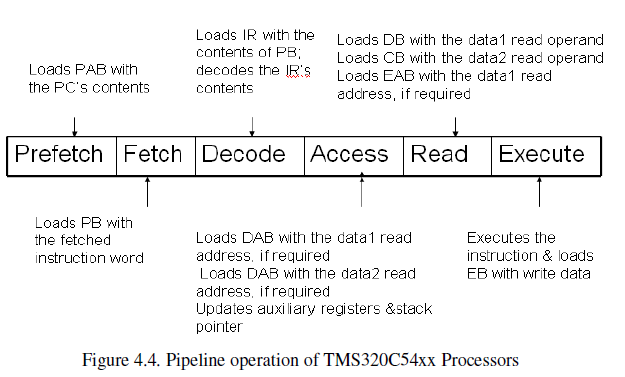 Loads PAB with
the PC's contents
Loads IR with the
contents of PB;
decodes the IR's
contents
Loads DB with the data1 read operand
Loads CB with the data2 read operand
Loads EAB with the data1 read
address, if required
Prefetch Fetch Decode Access Read Execute
Loads PB with
the fetched
instruction word
Loads DAB with the data1 read
address, if required
Loads DAB with the data2 read
address, if required
Updates auxiliary registers &stack
pointer
Executes the
instruction & loads
EB with write data
Figure 4.4. Pipeline operation of TMS320C54xx Processors